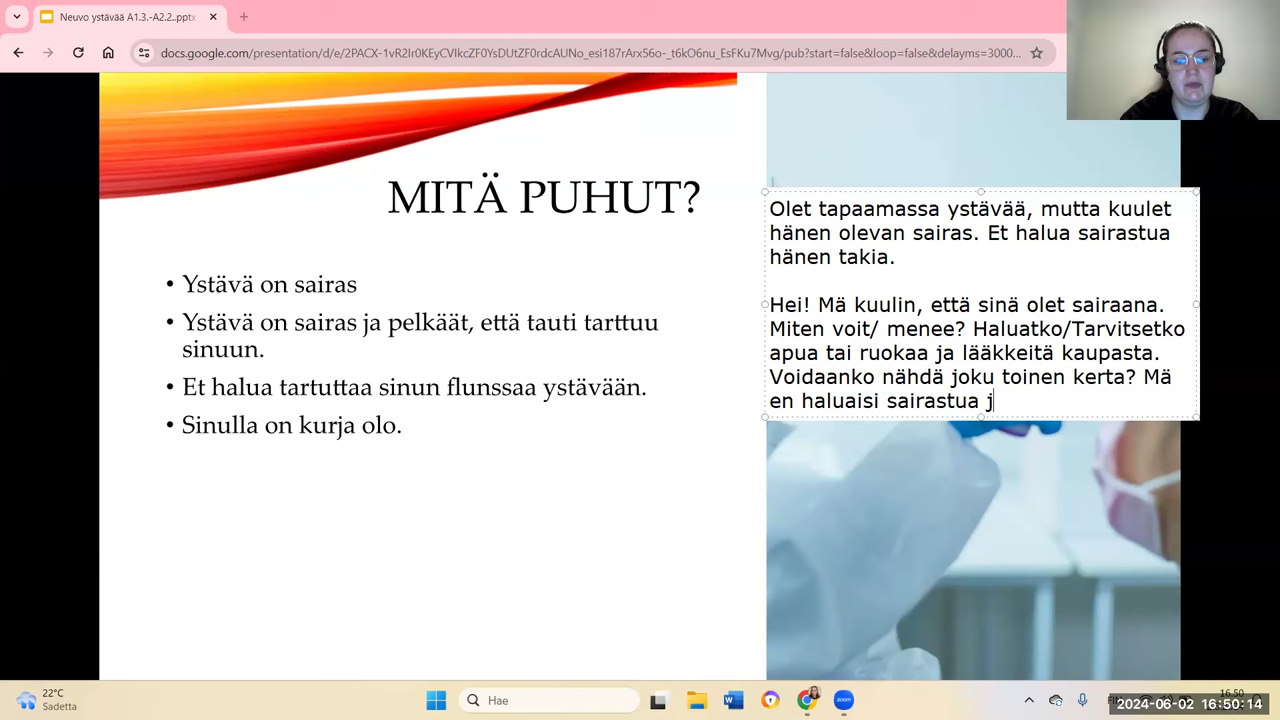 Neuvo ystävää A1.3.-A2.2..pptx
docs.google.com/presentation/d/e/2PACX-1vR2Ir0KEyCVIkcZF0YsDUtZF0rdcAUNo_esi187rArx56o-_t6kO6nu_EsFKu7Mvg/pub?start=false&loop=false&delayms=3000...
MITÄ PUHUT?
• Ystävä on sairas
• Ystävä on sairas ja pelkäät, että tauti tarttuu
sinuun.
• Et halua tartuttaa sinun flunssaa ystävään.
• Sinulla on kurja olo.
Olet tapaamassa ystävää, mutta kuulet
hänen olevan sairas. Et halua sairastua
hänen takia.
Hei! Mä kuulin, että sinä olet sairaana.
Miten voit/ menee? Haluatko/Tarvitsetko
apua tai ruokaa ja lääkkeitä kaupasta.
Voidaanko nähdä joku toinen kerta? Mä
en haluaisi sairastua j
22°C
Sadetta
Hae
zoom
16.50
2024-06-02 16:50:14